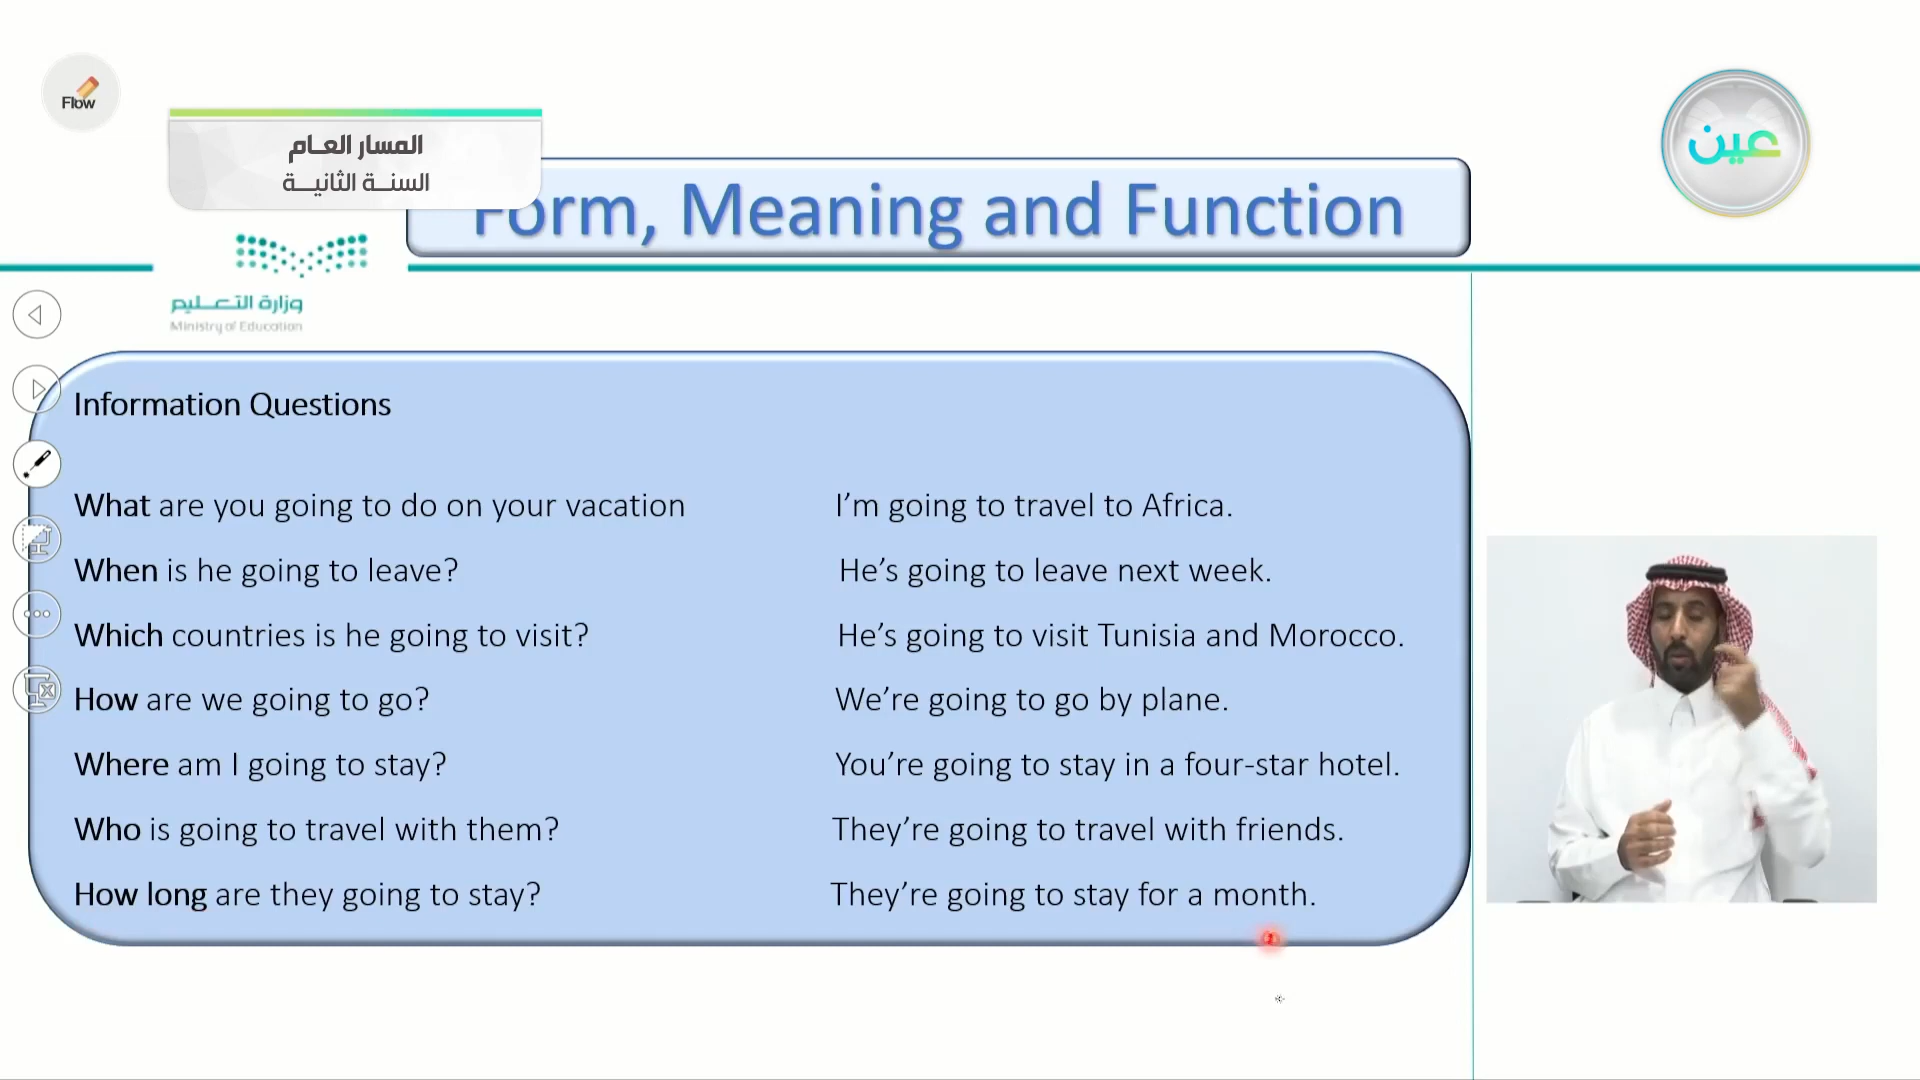 Flow
المسار العام
السنة الثانية
عين
Form, Meaning and Function
وزارة التعليم
Ministry of Education
Information Questions
What are you going to do on your vacation
I’m going to travel to Africa.
When is he going to leave?
He’s going to leave next week.
Which countries is he going to visit?
He’s going to visit Tunisia and Morocco.
How are we going to go?
We’re going to go by plane.
Where am I going to stay?
You’re going to stay in a four-star hotel.
Who is going to travel with them?
They’re going to travel with friends.
How long are they going to stay?
They’re going to stay for a month.